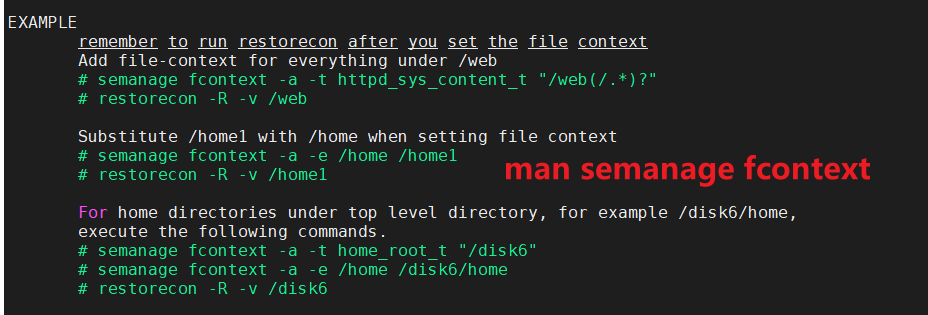 EXAMPLE
remember to run restorecon after you set the file context
Add file-context for everything under /web
# semanage fcontext -a -t httpd_sys_content_t "/web(/.*)?"
# restorecon -R -v /web
Substitute /home1 with /home when setting file context
# semanage fcontext -a -e /home /home1
# restorecon -R -v /home1
man semanage fcontext
For home directories under top level directory, for example /disk6/home,
execute the following commands.
# semanage fcontext -a -t home_root_t "/disk6"
# semanage fcontext -a -e /home /disk6/home
# restorecon -R -v /disk6